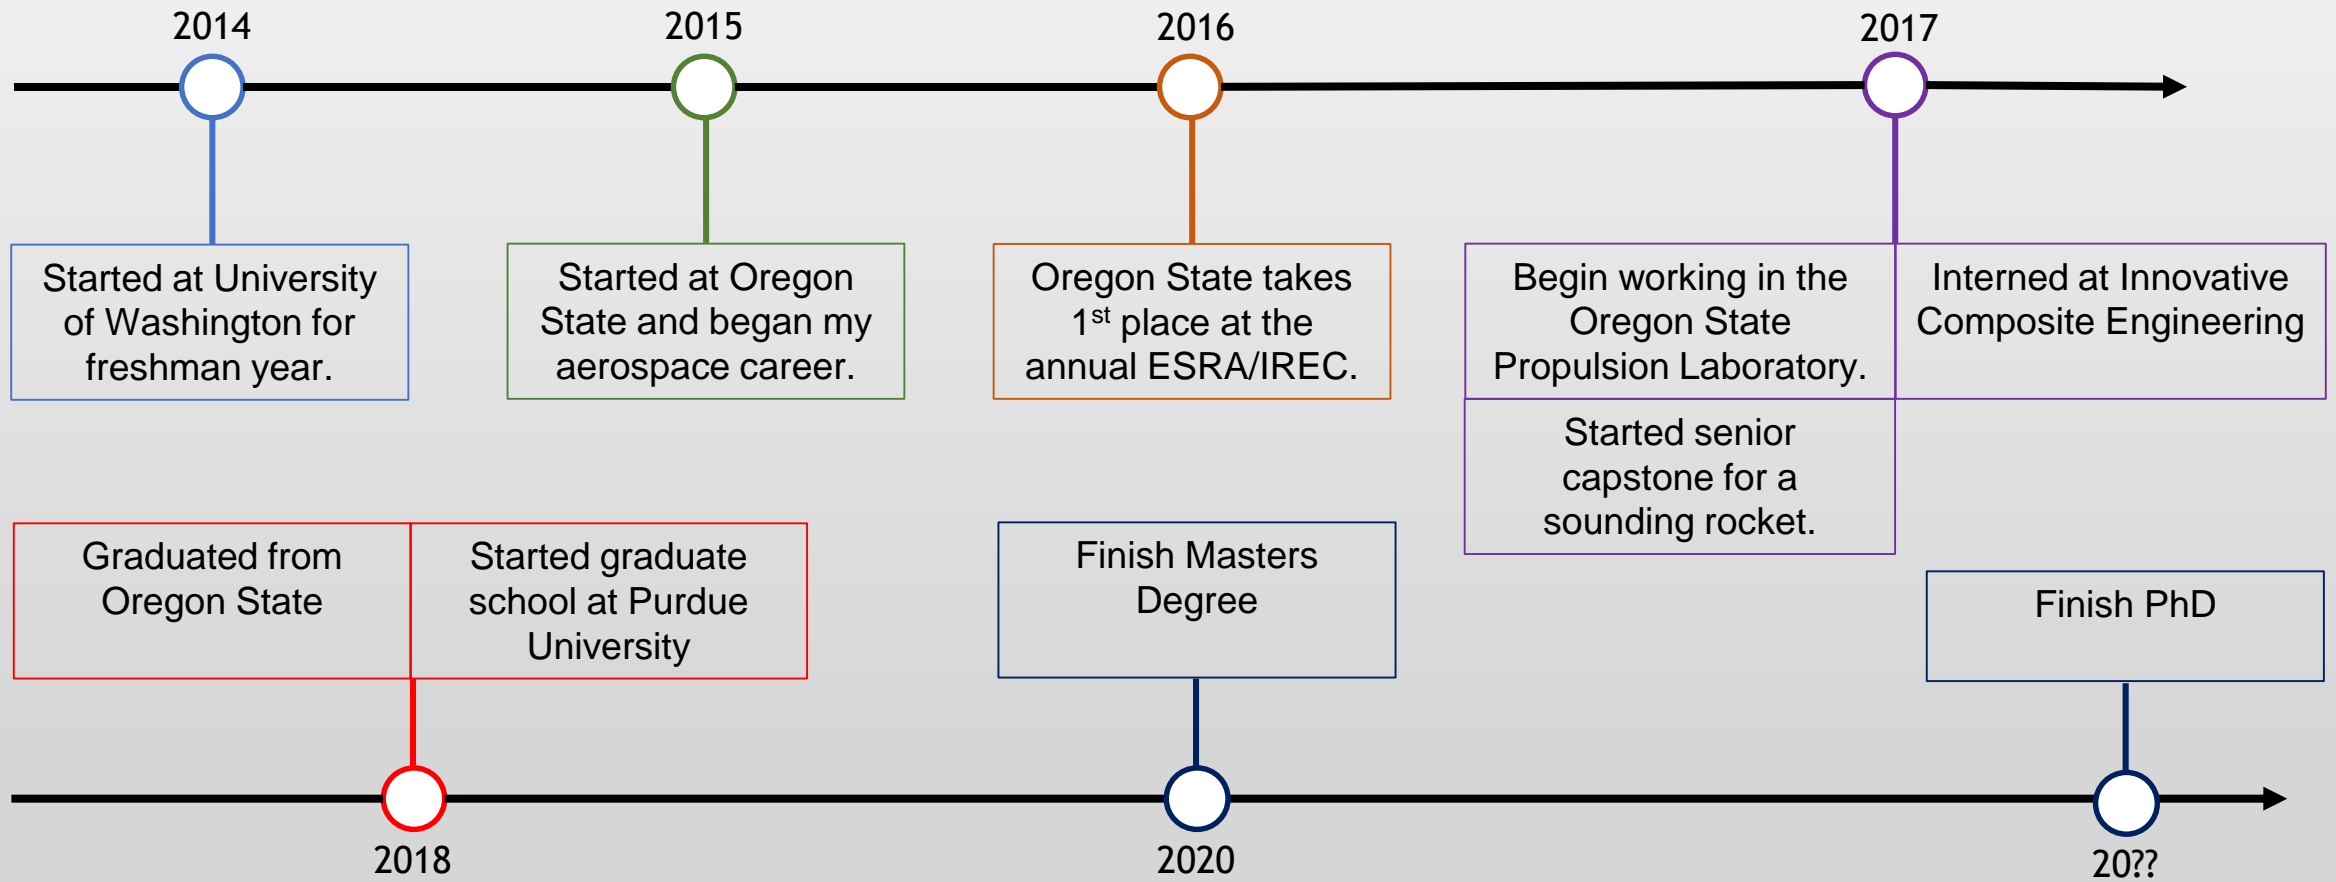 2014
2015
2016
2017
Started at University
of Washington for
freshman year.
Started at Oregon
State and began my
aerospace career.
Oregon State takes
1st place at the
annual ESRA/IREC.
Begin working in the
Oregon State
Propulsion Laboratory.
Interned at Innovative
Composite Engineering
Started senior
capstone for a
sounding rocket.
Graduated from
Oregon State
Started graduate
school at Purdue
University
Finish Masters
Degree
Finish PhD
2018
2020
20??